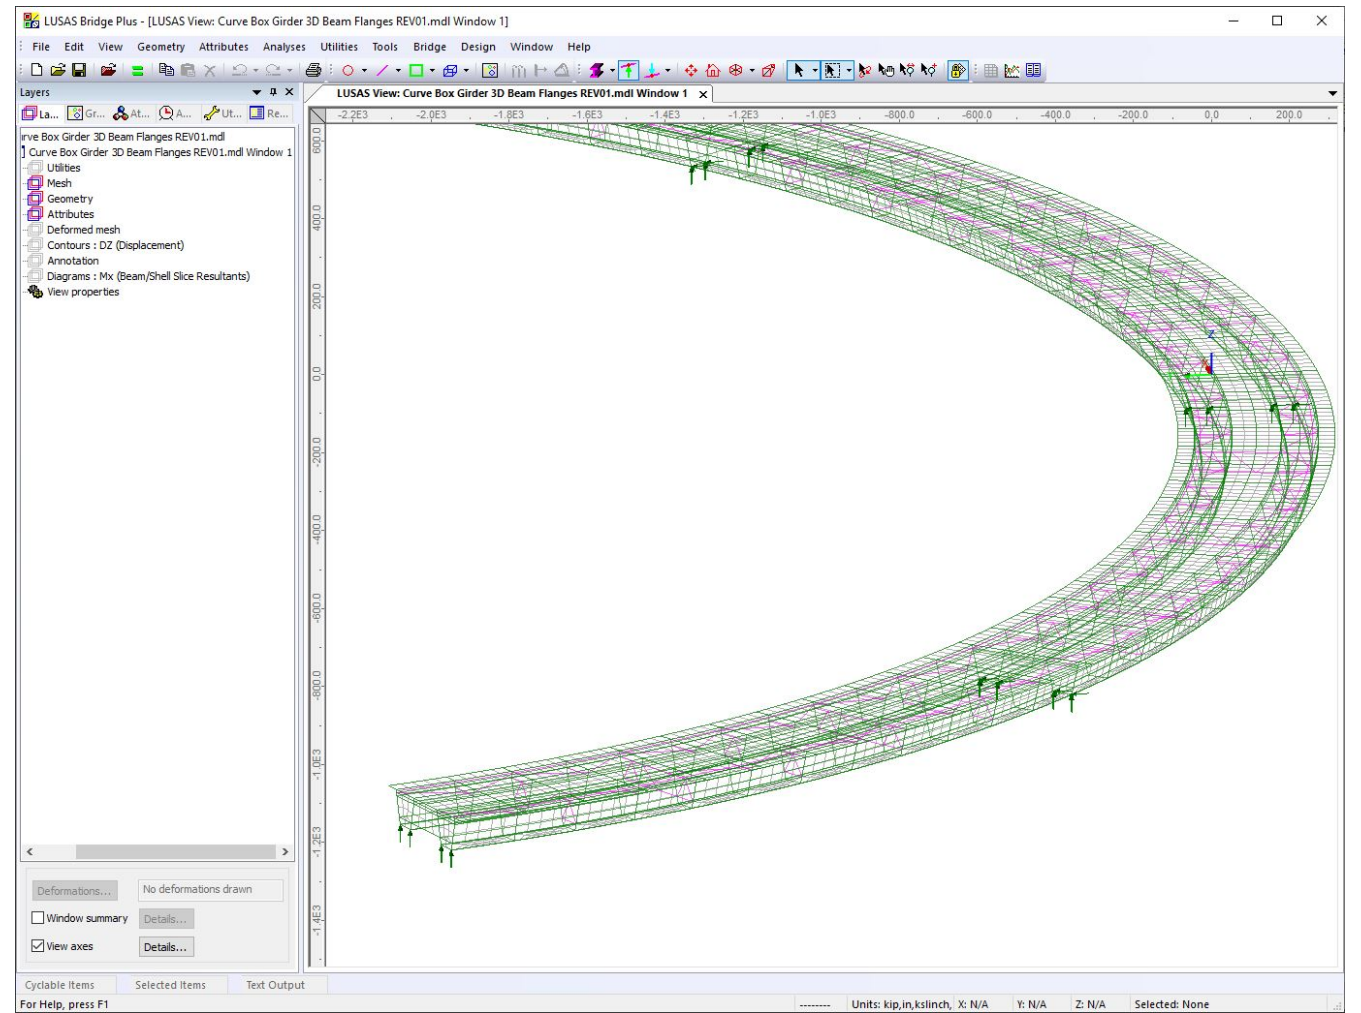 LUSAS Bridge Plus - [LUSAS View: Curve Box Girder 3D Beam Flanges REV01.mdl Window 1]
File Edit View Geometry Attributes Analyses Utilities Tools Bridge Design Window Help
Layers
LUSAS View: Curve Box Girder 3D Beam Flanges REV01.mdl Window 1
La... Gr... At... A... Ut... Re...
-2.2E3 -2.0E3 -1.8E3 -1.6E3 -1.4E3 -1.2E3 -1.0E3 -800.0 -600.0 -400.0 -200.0 0.0 200.0
rve Box Girder 3D Beam Flanges REV01.mdl
Curve Box Girder 3D Beam Flanges REV01.mdl Window 1
Utilities
Mesh
Geometry
Attributes
Deformed mesh
Contours : DZ (Displacement)
Annotation
Diagrams : Mx (Beam/Shell Slice Resultants)
View properties
600.0
400.0
200.0
0.0
-200.0
-400.0
-600.0
-800.0
-1.0E3
-1.2E3
-1.4E3
Z
Deformations... No deformations drawn
Window summary Details...
View axes Details...
Cyclable Items Selected Items Text Output
For Help, press F1
-------- Units: kip,in,kslinch, X: N/A Y: N/A Z: N/A Selected: None